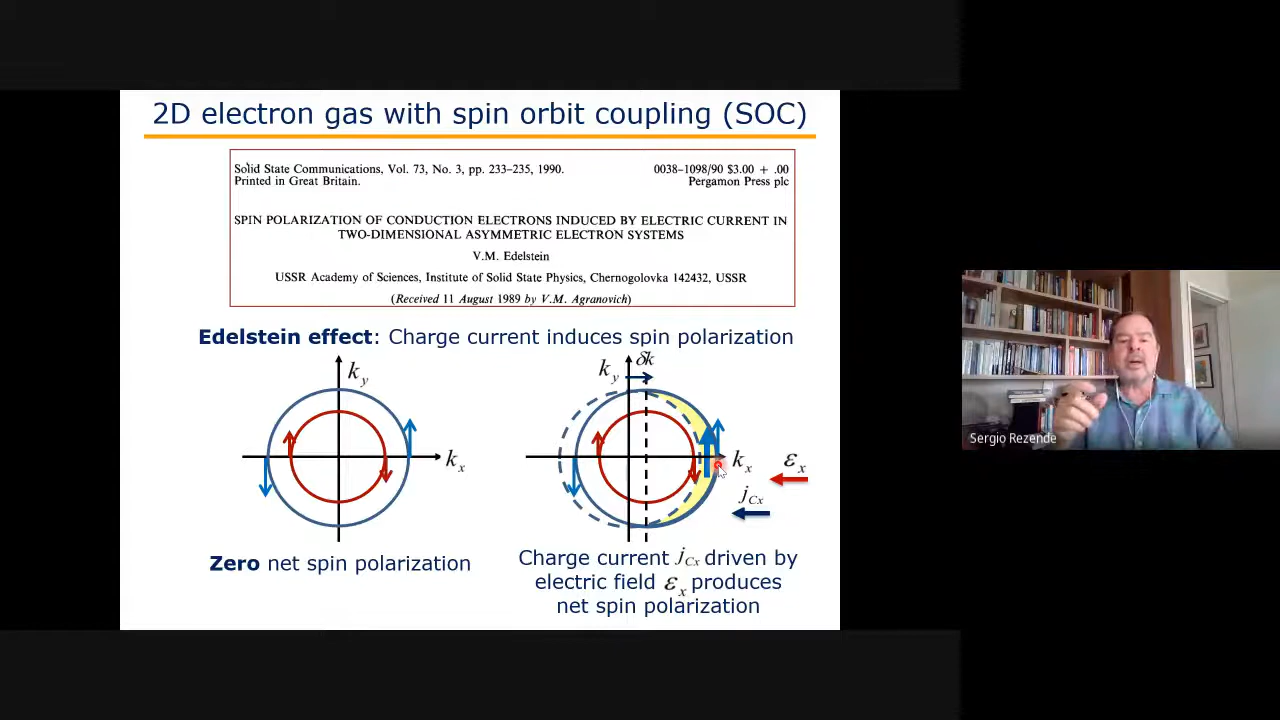 2D electron gas with spin orbit coupling (SOC)
Solid State Communications, Vol. 73, No. 3, pp. 233–235, 1990.
Printed in Great Britain.
0038–1098/90 $3.00 + .00
Pergamon Press plc
SPIN POLARIZATION OF CONDUCTION ELECTRONS INDUCED BY ELECTRIC CURRENT IN
TWO-DIMENSIONAL ASYMMETRIC ELECTRON SYSTEMS
V.M. Edelstein
USSR Academy of Sciences, Institute of Solid State Physics, Chernogolovka 142432, USSR
(Received 11 August 1989 by V.M. Agranovich)
Edelstein effect: Charge current induces spin polarization
k_y
k_x
Zero net spin polarization
k_y
δk
k_x
ε_x
j_Cx
Charge current j_Cx driven by
electric field ε_x produces
net spin polarization
Sergio Rezende